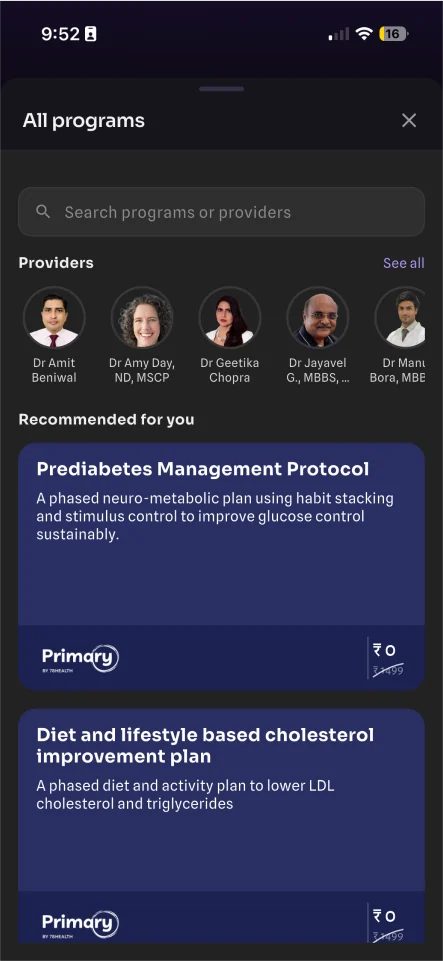 9:52
16
All programs
Search programs or providers
Providers
See all
Dr Amit
Beniwal
Dr Amy Day,
ND, MSCP
Dr Geetika
Chopra
Dr Jayavel
G., MBBS, ...
Dr Manu
Bora, MBB
Recommended for you
Prediabetes Management Protocol
A phased neuro-metabolic plan using habit stacking
and stimulus control to improve glucose control
sustainably.
Primary
BY 78HEALTH
₹0
₹1499
Diet and lifestyle based cholesterol
improvement plan
A phased diet and activity plan to lower LDL
cholesterol and triglycerides
Primary
BY 78HEALTH
₹0
₹1499